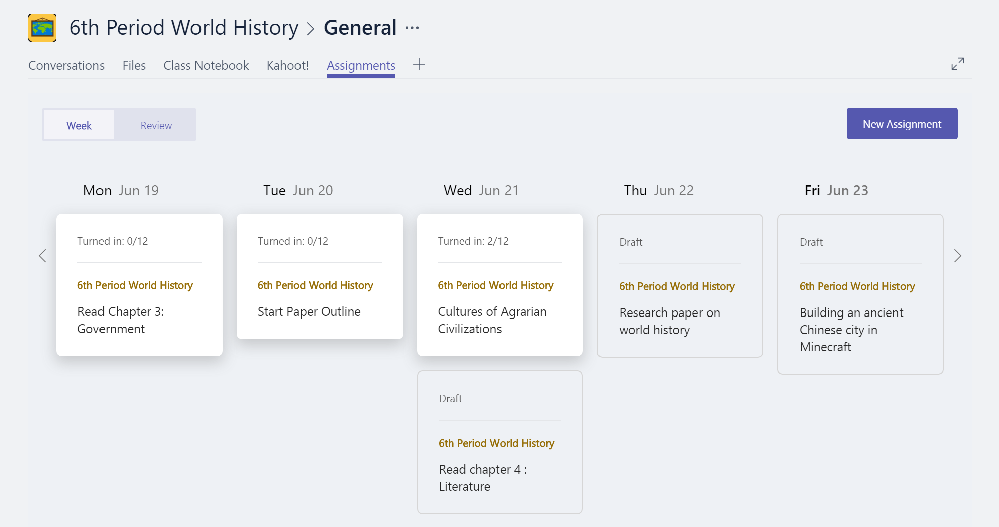 6th Period World History > General ···
Conversations Files Class Notebook Kahoot! Assignments +
Week Review New Assignment
Mon Jun 19
Turned in: 0/12
6th Period World History
Read Chapter 3:
Government
Tue Jun 20
Turned in: 0/12
6th Period World History
Start Paper Outline
Wed Jun 21
Turned in: 2/12
6th Period World History
Cultures of Agrarian
Civilizations
Draft
6th Period World History
Read chapter 4 :
Literature
Thu Jun 22
Draft
6th Period World History
Research paper on
world history
Fri Jun 23
Draft
6th Period World History
Building an ancient
Chinese city in
Minecraft